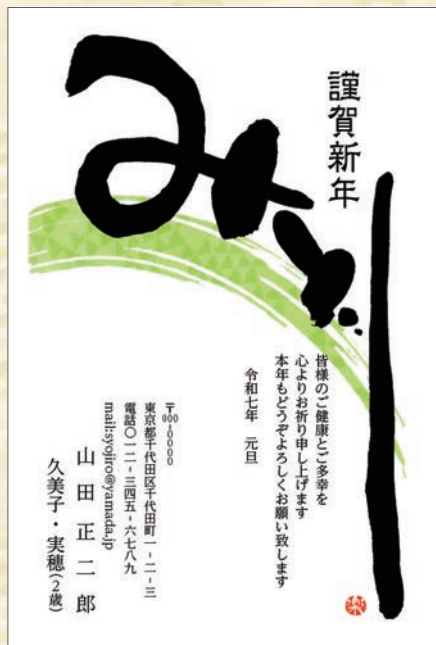 謹賀新年
皆様のご健康とご多幸を
心よりお祈り申し上げます
本年もどうぞよろしくお願い致します
令和七年　元旦
〒000-0000
東京都千代田区千代田町一-二-三
電話〇一二-三四五-六七八九
mail:syojiro@yamada.jp
山田正二郎
久美子・実穂(2歳)